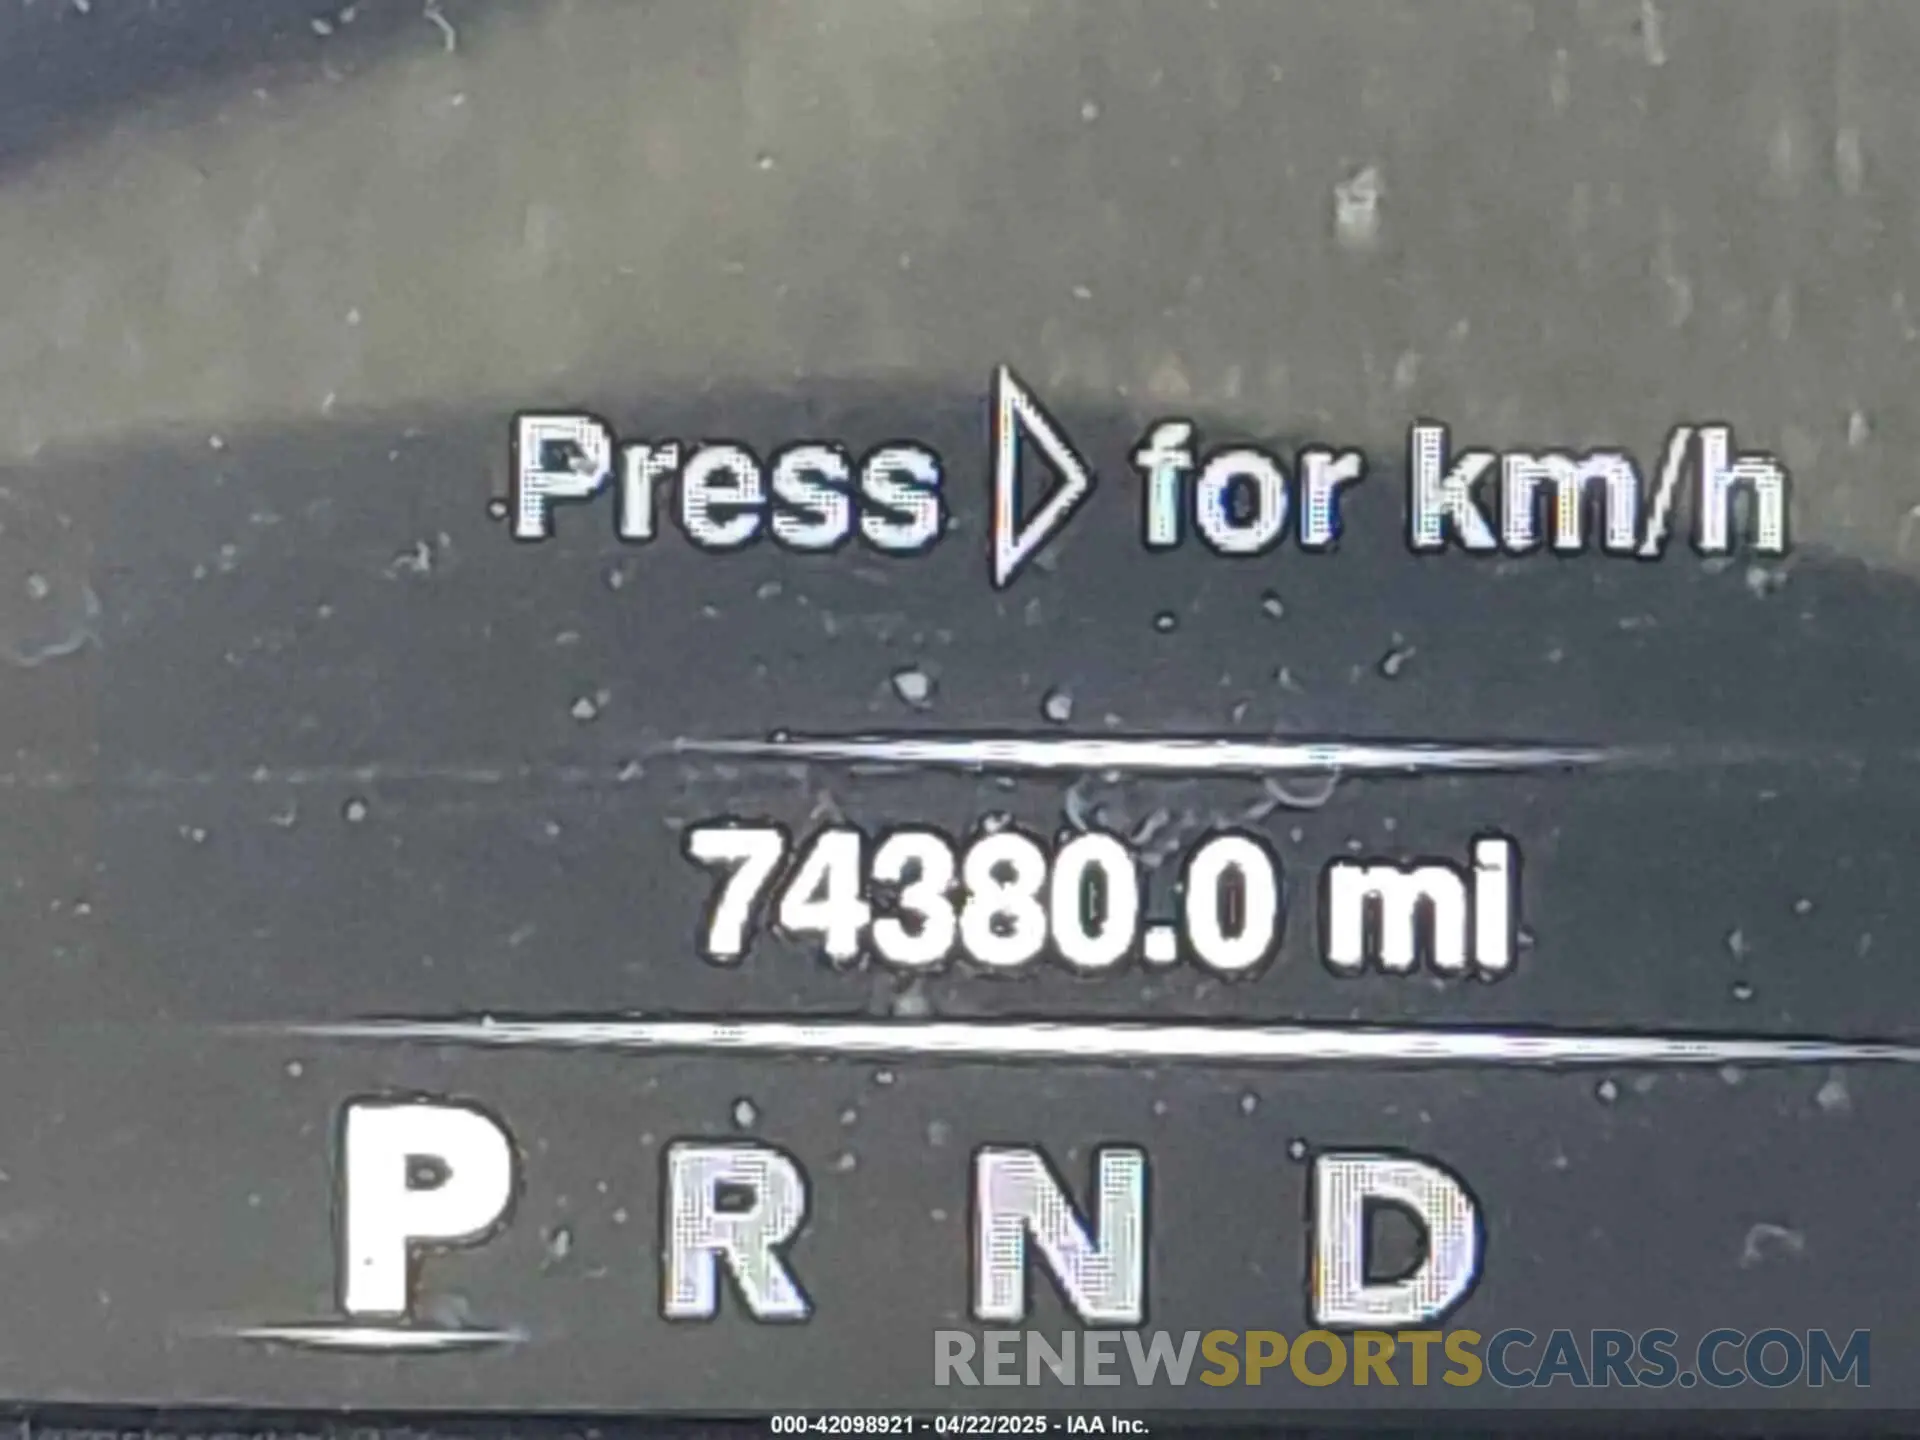 Press ▷ for km/h
74380.0 mi
P R N D
RENEWSPORTSCARS.COM
000-42098921 - 04/22/2025 - IAA Inc.